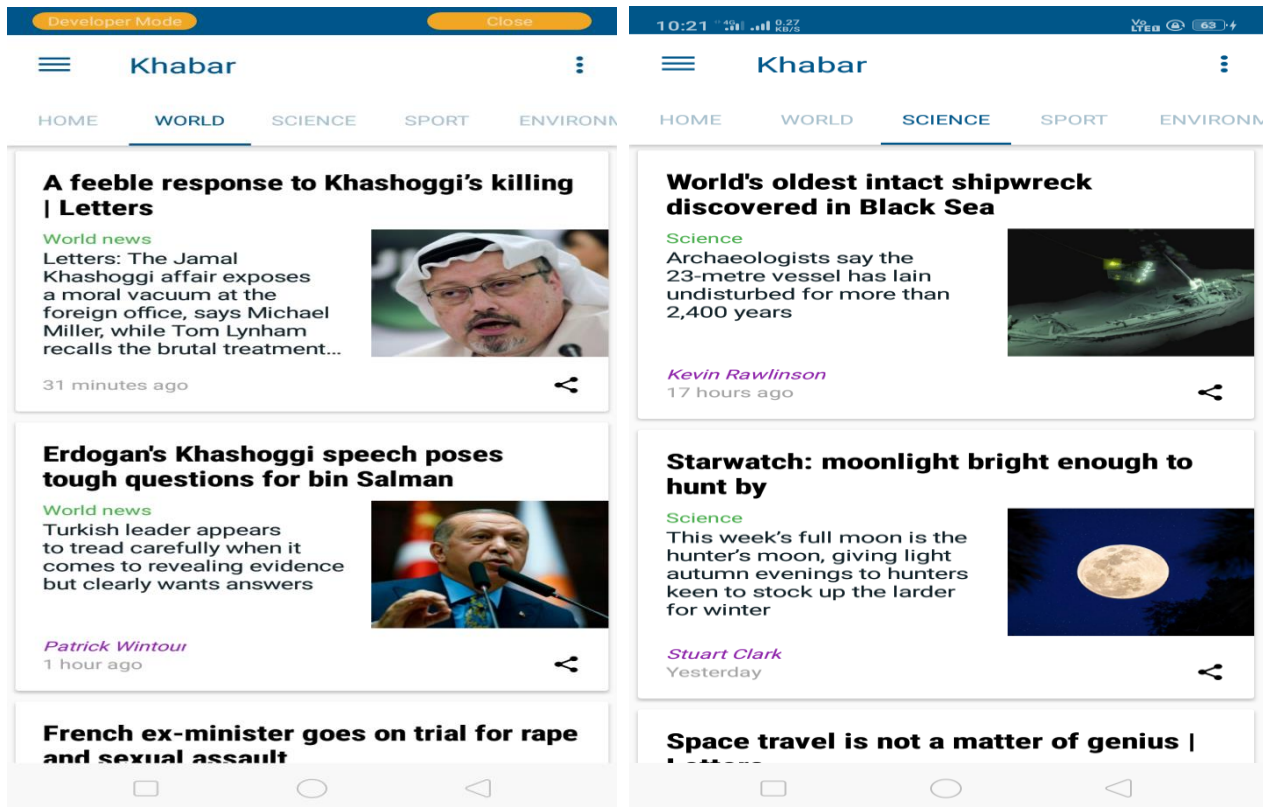 Developer Mode Close
Khabar
HOME WORLD SCIENCE SPORT ENVIRONM
A feeble response to Khashoggi's killing
| Letters
World news
Letters: The Jamal
Khashoggi affair exposes
a moral vacuum at the
foreign office, says Michael
Miller, while Tom Lynham
recalls the brutal treatment...
31 minutes ago
Erdogan's Khashoggi speech poses
tough questions for bin Salman
World news
Turkish leader appears
to tread carefully when it
comes to revealing evidence
but clearly wants answers
Patrick Wintour
1 hour ago
French ex-minister goes on trial for rape
and sexual assault
10:21 4G 0.27 KB/S VoLTE 63
Khabar
HOME WORLD SCIENCE SPORT ENVIRONM
World's oldest intact shipwreck
discovered in Black Sea
Science
Archaeologists say the
23-metre vessel has lain
undisturbed for more than
2,400 years
Kevin Rawlinson
17 hours ago
Starwatch: moonlight bright enough to
hunt by
Science
This week's full moon is the
hunter's moon, giving light
autumn evenings to hunters
keen to stock up the larder
for winter
Stuart Clark
Yesterday
Space travel is not a matter of genius |
Letters